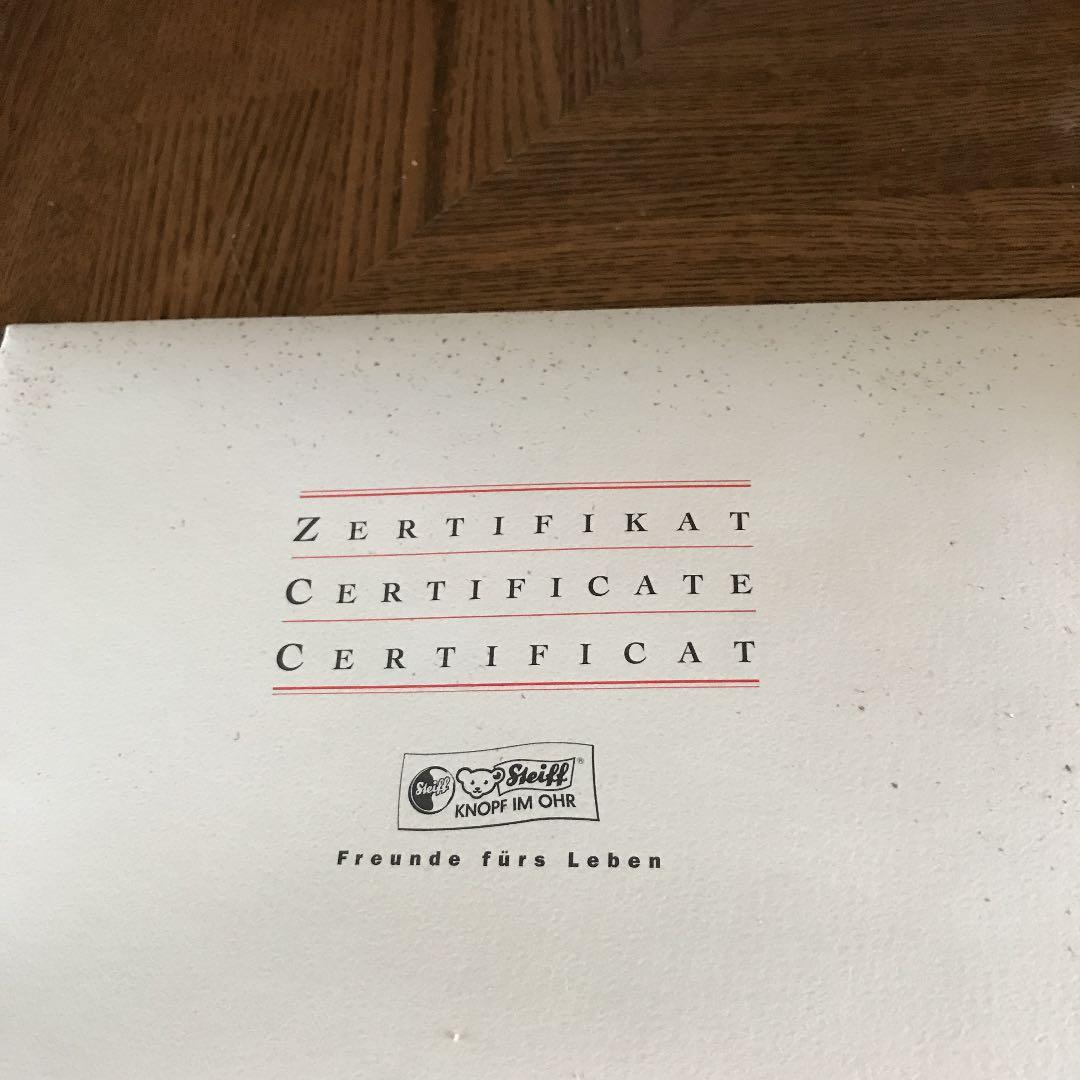 ZERTIFIKAT
CERTIFICATE
CERTIFICAT
Steiff Steiff®
KNOPF IM OHR
Freunde fürs Leben